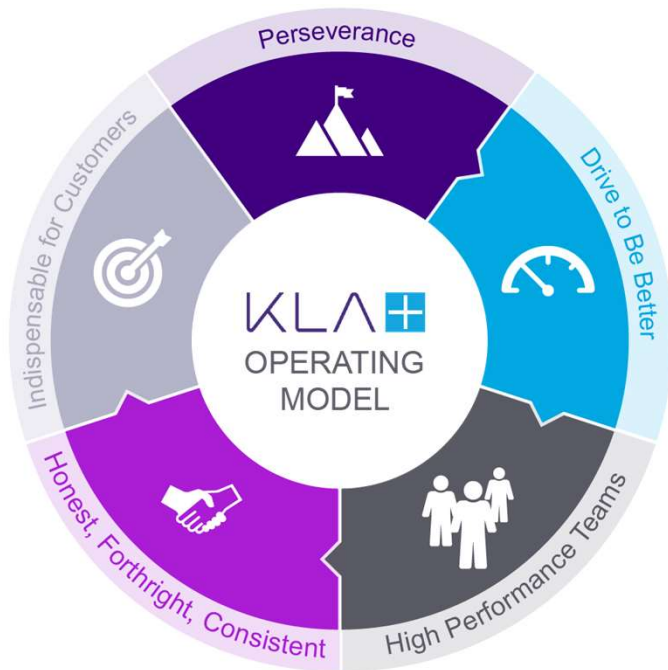 Perseverance
Drive to Be Better
High Performance Teams
Honest, Forthright, Consistent
Indispensable for Customers
KLA+
OPERATING
MODEL